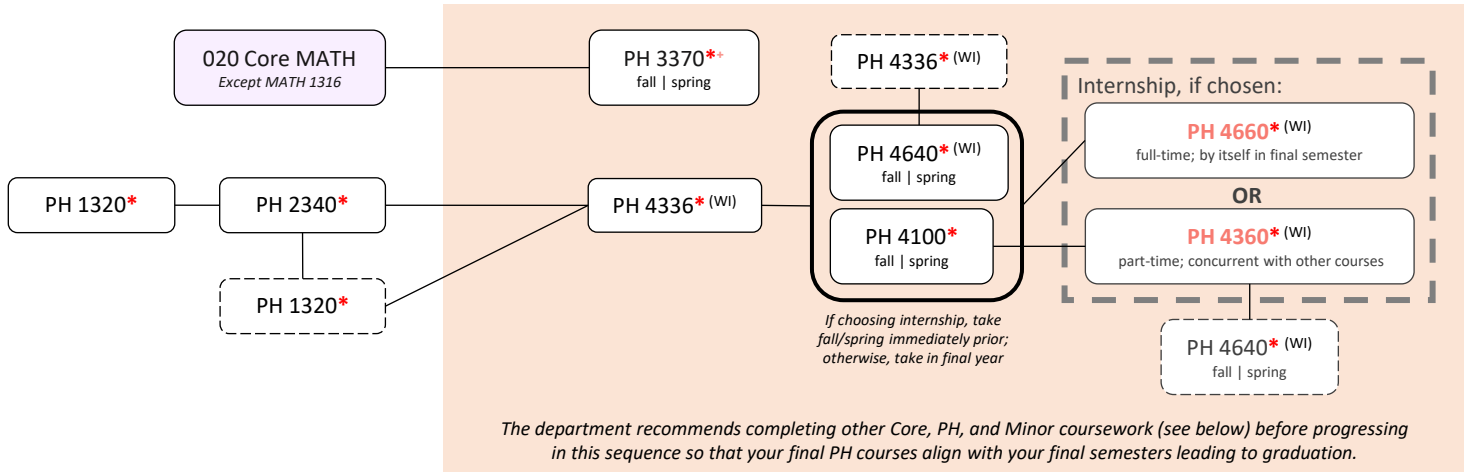 020 Core MATH
Except MATH 1316
PH 3370*+
fall | spring
PH 4336* (WI)
Internship, if chosen:
PH 4640* (WI)
fall | spring
PH 4660* (WI)
full-time; by itself in final semester
OR
PH 1320*
PH 2340*
PH 4336* (WI)
PH 4100*
fall | spring
PH 4360* (WI)
part-time; concurrent with other courses
PH 1320*
If choosing internship, take
fall/spring immediately prior;
otherwise, take in final year
PH 4640* (WI)
fall | spring
The department recommends completing other Core, PH, and Minor coursework (see below) before progressing
in this sequence so that your final PH courses align with your final semesters leading to graduation.